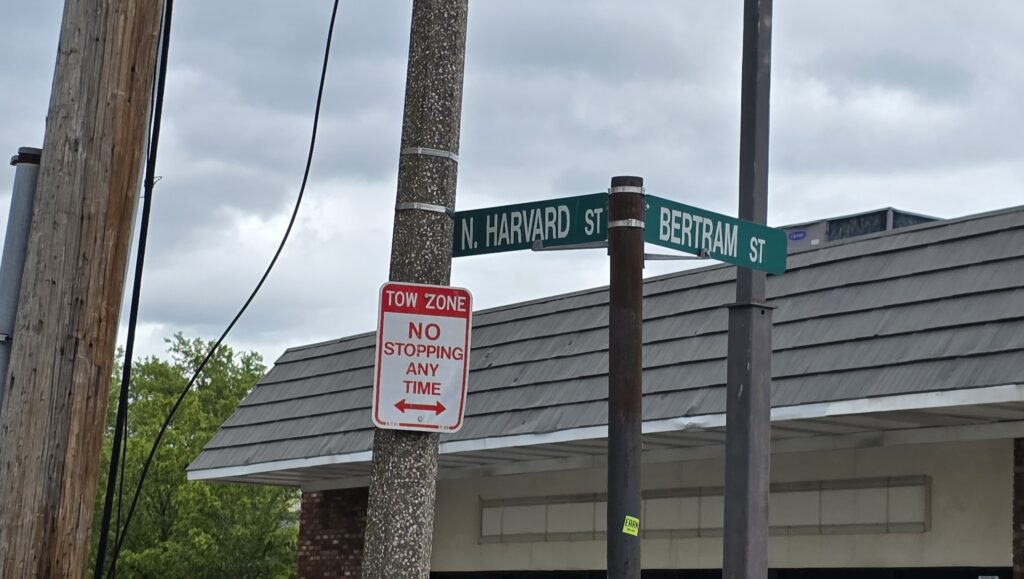 N. HARVARD ST
BERTRAM ST
TOW ZONE
NO
STOPPING
ANY
TIME